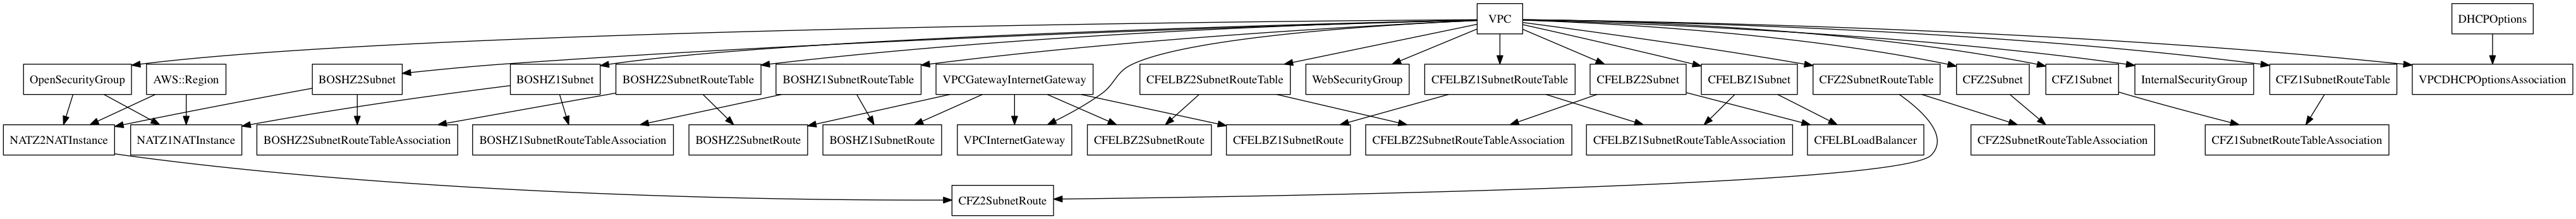 VPC
DHCPOptions
OpenSecurityGroup
AWS::Region
BOSHZ2Subnet
BOSHZ1Subnet
BOSHZ2SubnetRouteTable
BOSHZ1SubnetRouteTable
VPCGatewayInternetGateway
CFELBZ2SubnetRouteTable
WebSecurityGroup
CFELBZ1SubnetRouteTable
CFELBZ2Subnet
CFELBZ1Subnet
CFZ2SubnetRouteTable
CFZ2Subnet
CFZ1Subnet
InternalSecurityGroup
CFZ1SubnetRouteTable
VPCDHCPOptionsAssociation
NATZ2NATInstance
NATZ1NATInstance
BOSHZ2SubnetRouteTableAssociation
BOSHZ1SubnetRouteTableAssociation
BOSHZ2SubnetRoute
BOSHZ1SubnetRoute
VPCInternetGateway
CFELBZ2SubnetRoute
CFELBZ1SubnetRoute
CFELBZ2SubnetRouteTableAssociation
CFELBZ1SubnetRouteTableAssociation
CFELBLoadBalancer
CFZ2SubnetRouteTableAssociation
CFZ1SubnetRouteTableAssociation
CFZ2SubnetRoute